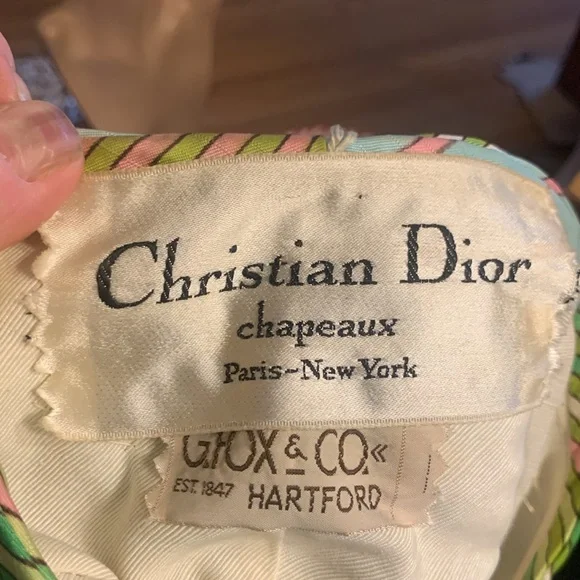 Christian Dior
chapeaux
Paris-New York
G.FOX & CO.
EST. 1847 HARTFORD